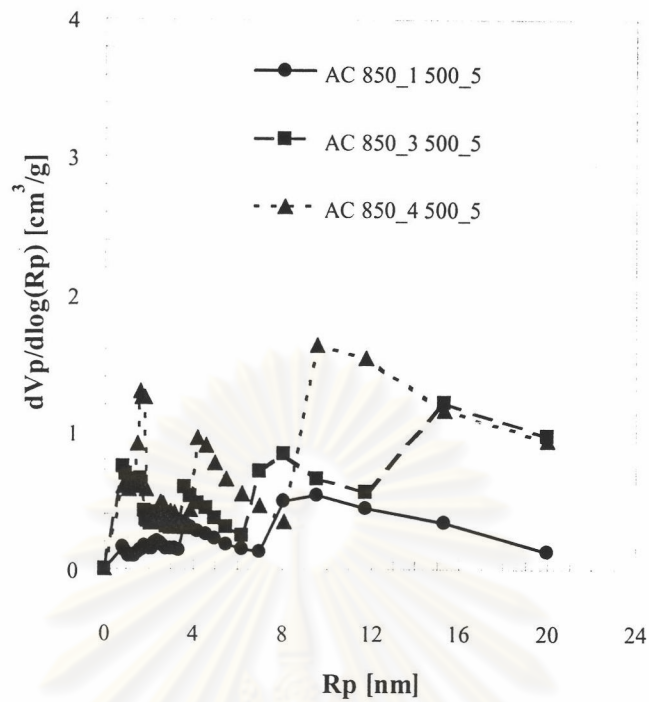 4
AC 850_1 500_5
3
AC 850_3 500_5
AC 850_4 500_5
dVp/dlog(Rp) [cm³/g]
2
1
0
0 4 8 12 16 20 24
Rp [nm]